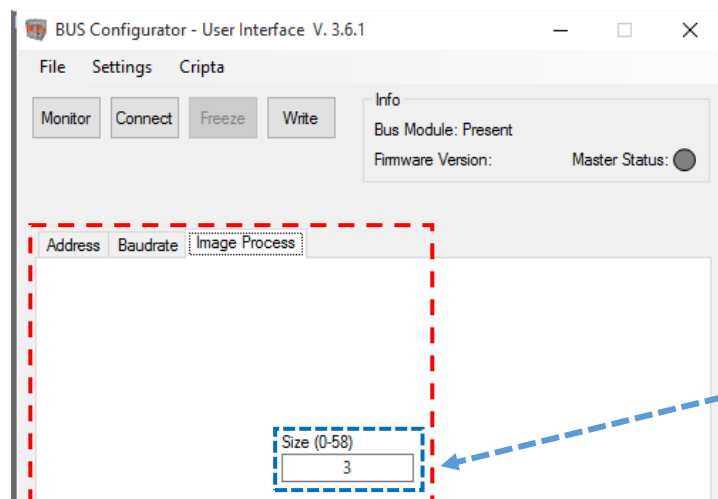 BUS Configurator - User Interface V. 3.6.1
File Settings Cripta
Monitor Connect Freeze Write
Info
Bus Module: Present
Firmware Version: Master Status:
Address Baudrate Image Process
Size (0-58)
3